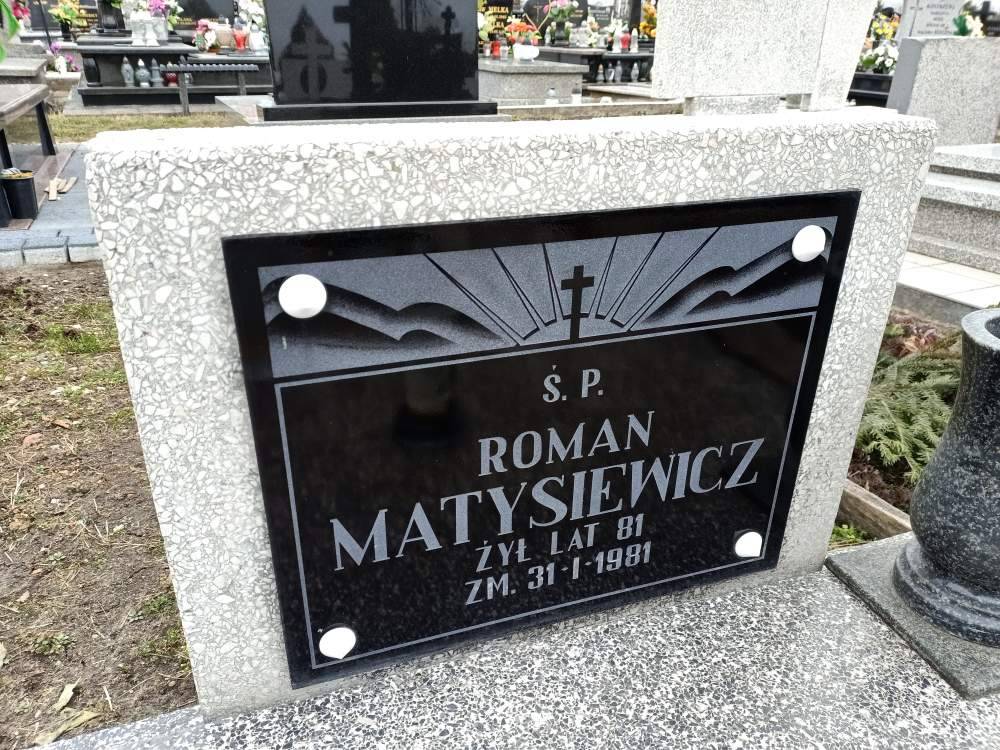 Ś. P.
ROMAN
MATYSIEWICZ
ŻYŁ LAT 81
ZM. 31-I-1981